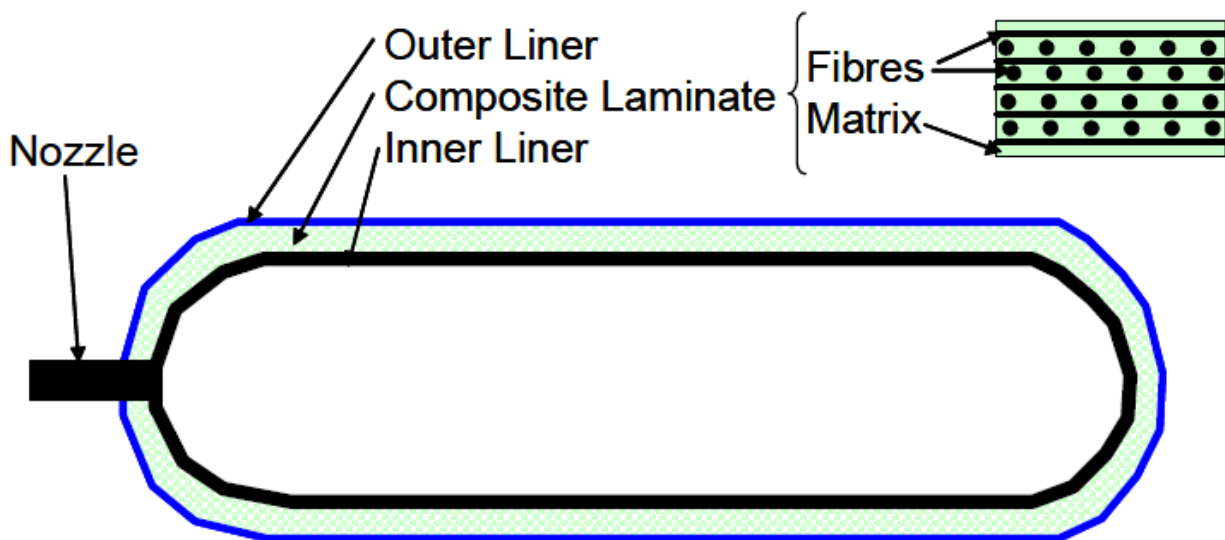 Outer Liner
Composite Laminate
Inner Liner
Fibres
Matrix
Nozzle